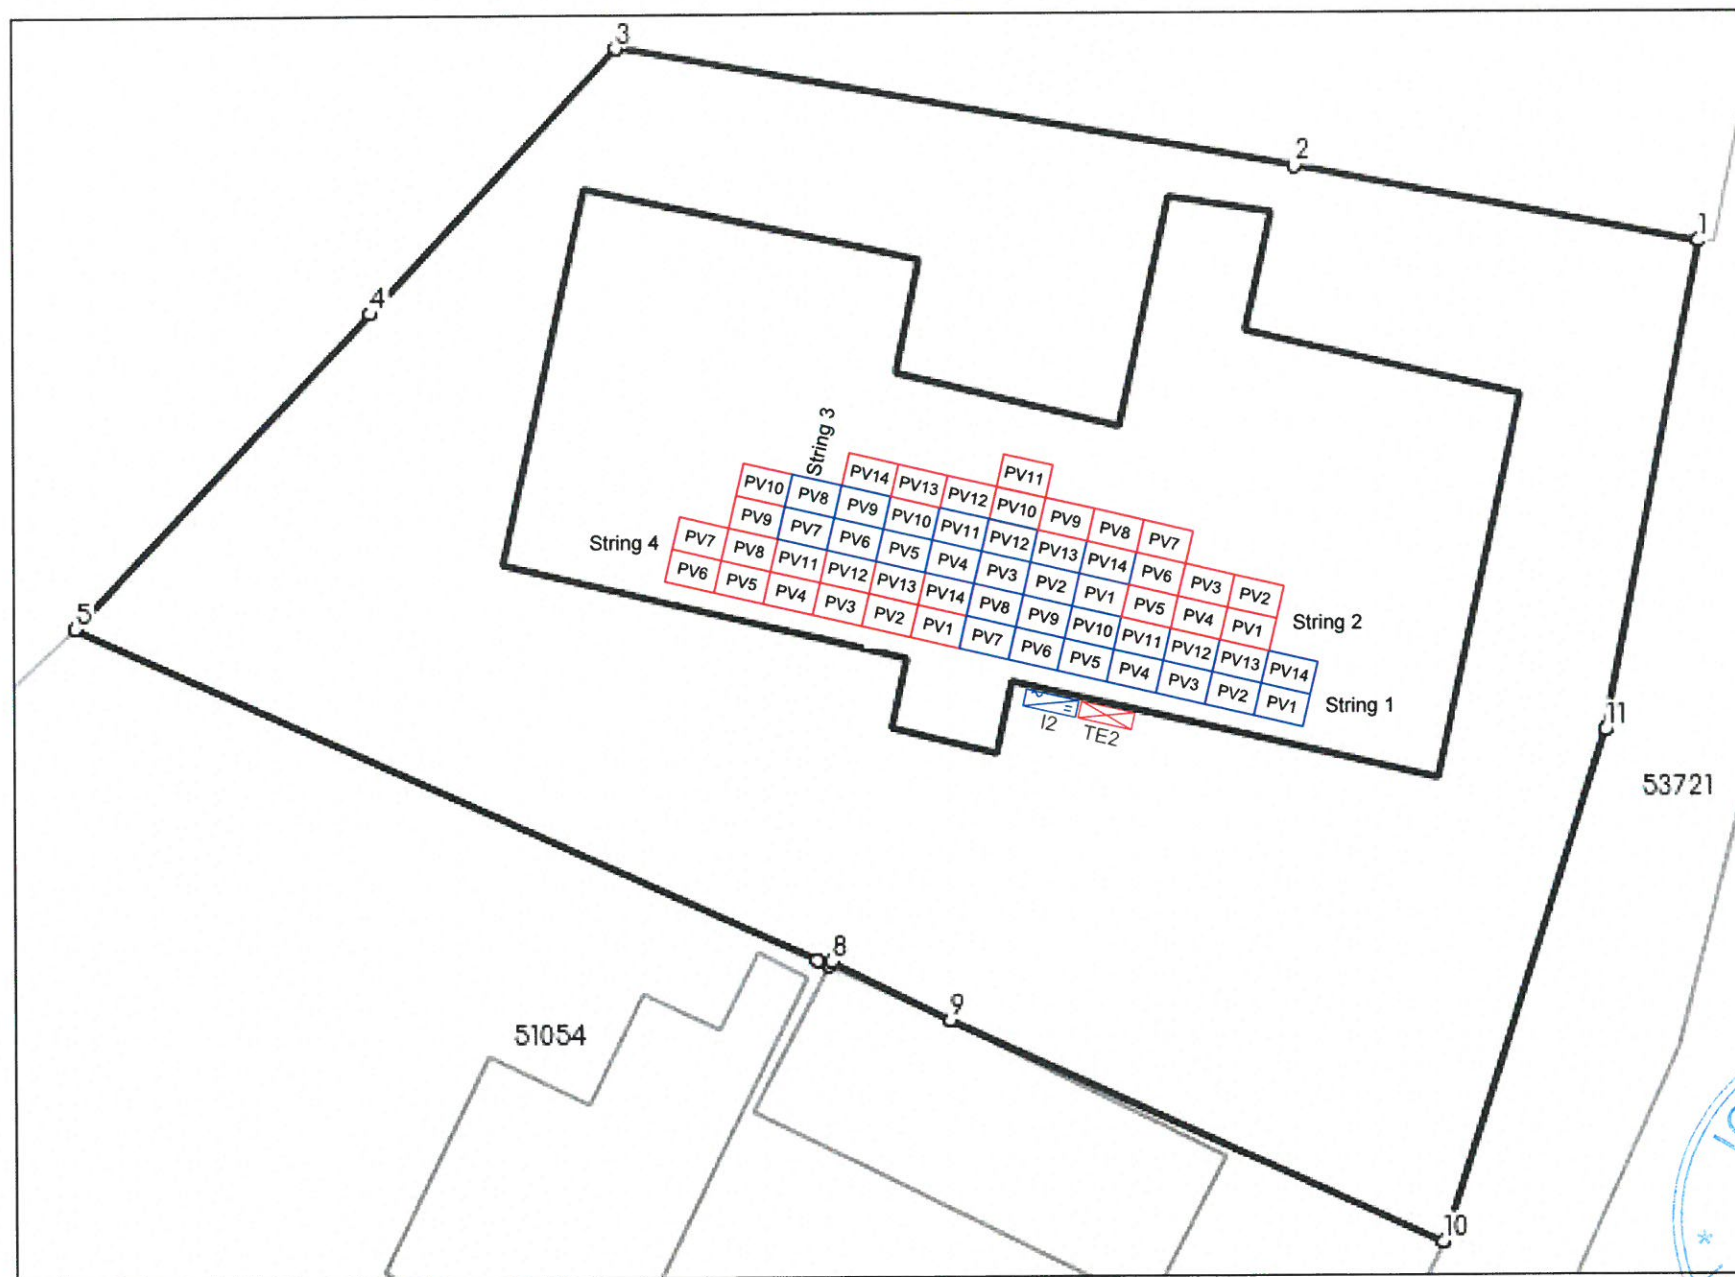 3
2
1
4
String 3
PV11
PV14 PV13 PV12 PV10 PV9 PV8 PV7
PV10 PV8 PV9 PV10 PV11 PV12 PV13 PV14 PV6 PV3 PV2
PV9 PV7 PV6 PV5 PV4 PV3 PV2 PV1 PV5 PV4 PV1
String 2
String 4
PV7 PV8 PV11 PV12 PV13 PV14 PV8 PV9 PV10 PV11 PV12 PV13 PV14
PV6 PV5 PV4 PV3 PV2 PV1 PV7 PV6 PV5 PV4 PV3 PV2 PV1
String 1
5
I2
TE2
11
53721
8
9
51054
10